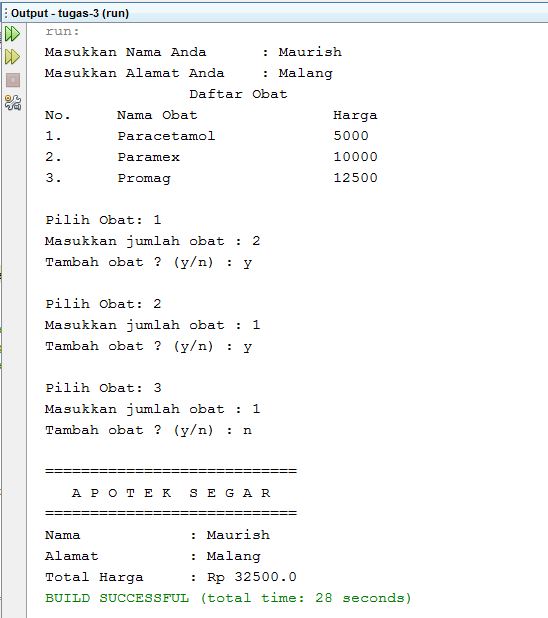 Output - tugas-3 (run)
run:
Masukkan Nama Anda : Maurish
Masukkan Alamat Anda : Malang
Daftar Obat
No. Nama Obat Harga
1. Paracetamol 5000
2. Paramex 10000
3. Promag 12500
Pilih Obat: 1
Masukkan jumlah obat : 2
Tambah obat ? (y/n) : y
Pilih Obat: 2
Masukkan jumlah obat : 1
Tambah obat ? (y/n) : y
Pilih Obat: 3
Masukkan jumlah obat : 1
Tambah obat ? (y/n) : n
============================
A P O T E K  S E G A R
============================
Nama : Maurish
Alamat : Malang
Total Harga : Rp 32500.0
BUILD SUCCESSFUL (total time: 28 seconds)